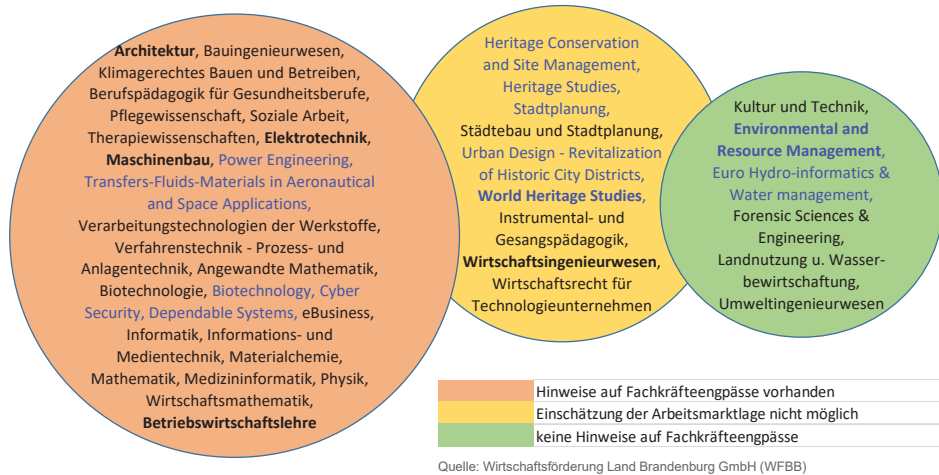 Architektur, Bauingenieurwesen,
Klimagerechtes Bauen und Betreiben,
Berufspädagogik für Gesundheitsberufe,
Pflegewissenschaft, Soziale Arbeit,
Therapiewissenschaften, Elektrotechnik,
Maschinenbau, Power Engineering,
Transfers-Fluids-Materials in Aeronautical
and Space Applications,
Verarbeitungstechnologien der Werkstoffe,
Verfahrenstechnik - Prozess- und
Anlagentechnik, Angewandte Mathematik,
Biotechnologie, Biotechnology, Cyber
Security, Dependable Systems, eBusiness,
Informatik, Informations- und
Medientechnik, Materialchemie,
Mathematik, Medizininformatik, Physik,
Wirtschaftsmathematik,
Betriebswirtschaftslehre
Heritage Conservation
and Site Management,
Heritage Studies,
Stadtplanung,
Städtebau und Stadtplanung,
Urban Design - Revitalization
of Historic City Districts,
World Heritage Studies,
Instrumental- und
Gesangspädagogik,
Wirtschaftsingenieurwesen,
Wirtschaftsrecht für
Technologieunternehmen
Kultur und Technik,
Environmental and
Resource Management,
Euro Hydro-informatics &
Water management,
Forensic Sciences &
Engineering,
Landnutzung u. Wasser-
bewirtschaftung,
Umweltingenieurwesen
Hinweise auf Fachkräfteengpässe vorhanden
Einschätzung der Arbeitsmarktlage nicht möglich
keine Hinweise auf Fachkräfteengpässe
Quelle: Wirtschaftsförderung Land Brandenburg GmbH (WFBB)